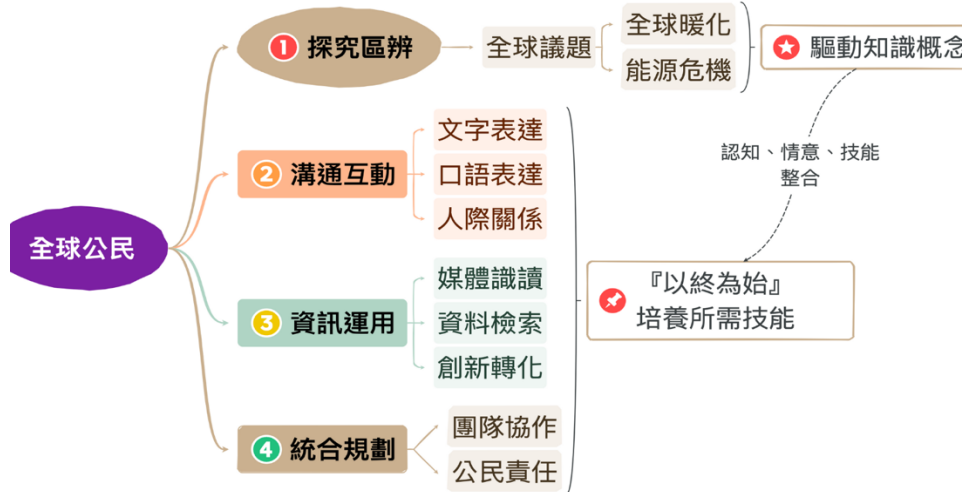 全球公民
1 探究區辨
全球議題
全球暖化
能源危機
驅動知識概念
認知、情意、技能
整合
2 溝通互動
文字表達
口語表達
人際關係
3 資訊運用
媒體識讀
資料檢索
創新轉化
『以終為始』
培養所需技能
4 統合規劃
團隊協作
公民責任